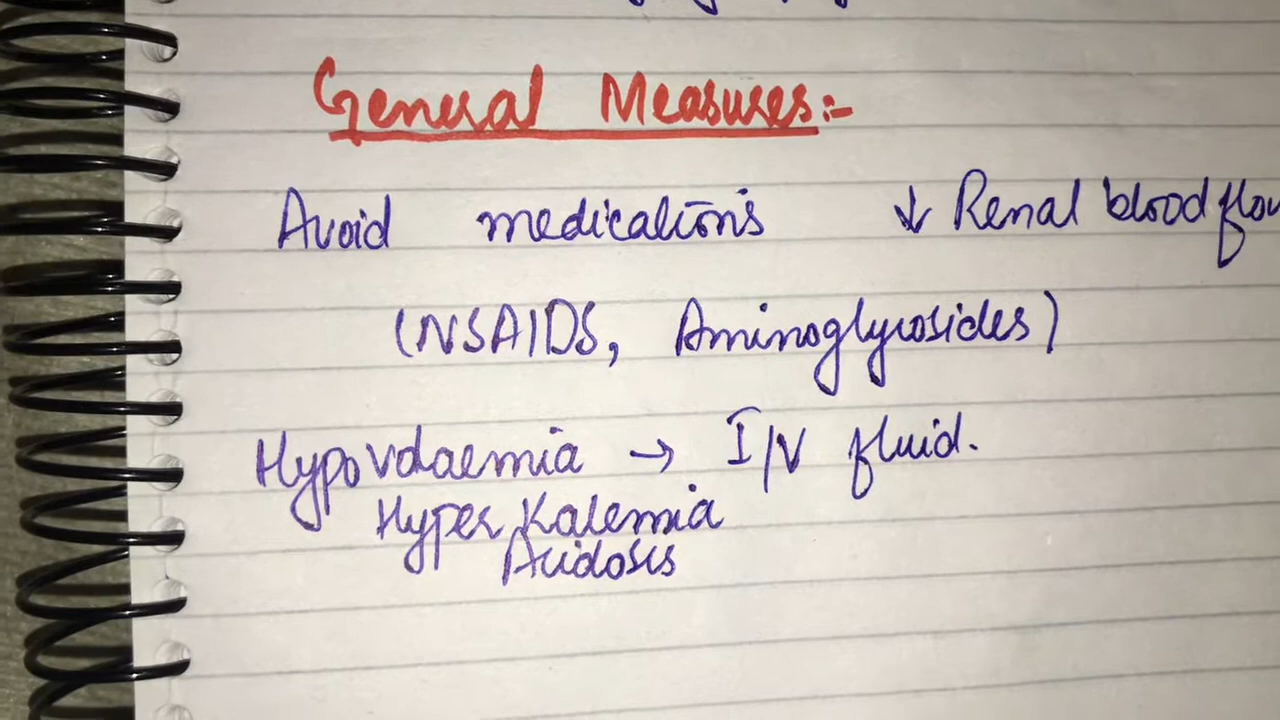 General Measures:-
Avoid medications ↓ Renal blood flow
(NSAIDS, Aminoglycosides)
Hypovolaemia → I/V fluid.
Hyper Kalemia
Acidosis